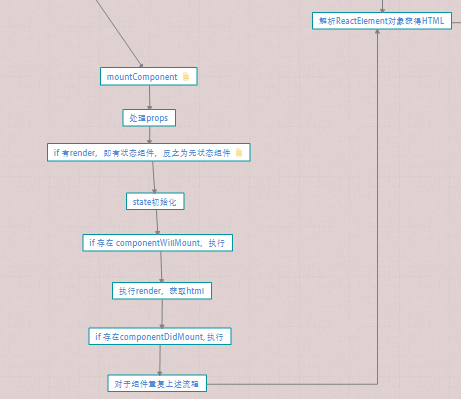 解析ReactElement对象获得HTML
mountComponent
处理props
if 有render，即有状态组件，反之为无状态组件
state初始化
if 存在 componentWillMount，执行
执行render，获取html
if 存在componentDidMount,执行
对子组件重复上述流程